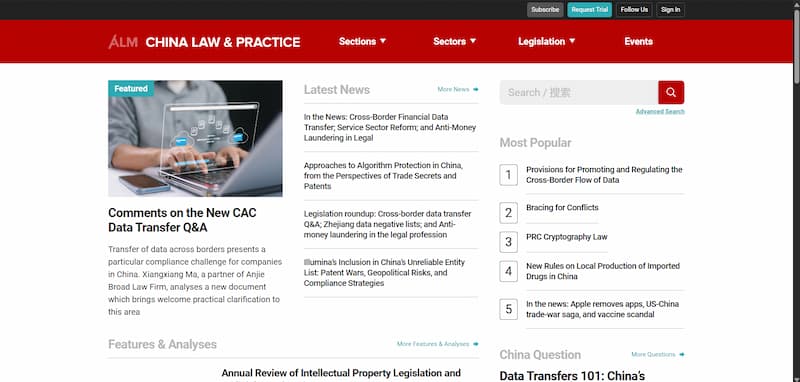 Subscribe
Request Trial
Follow Us
Sign In
ALM CHINA LAW & PRACTICE
Sections
Sectors
Legislation
Events
Featured
Comments on the New CAC
Data Transfer Q&A
Transfer of data across borders presents a
particular compliance challenge for companies
in China. Xiangxiang Ma, a partner of Anjie
Broad Law Firm, analyses a new document
which brings welcome practical clarification to
this area
Latest News
More News
In the News: Cross-Border Financial Data
Transfer; Service Sector Reform; and Anti-Money
Laundering in Legal
Approaches to Algorithm Protection in China,
from the Perspectives of Trade Secrets and
Patents
Legislation roundup: Cross-border data transfer
Q&A; Zhejiang data negative lists; and Anti-
money laundering in the legal profession
Illumina's Inclusion in China's Unreliable Entity
List: Patent Wars, Geopolitical Risks, and
Compliance Strategies
Search / 搜索
Advanced Search
Most Popular
1 Provisions for Promoting and Regulating the
Cross-Border Flow of Data
2 Bracing for Conflicts
3 PRC Cryptography Law
4 New Rules on Local Production of Imported
Drugs in China
5 In the news: Apple removes apps, US-China
trade-war saga, and vaccine scandal
Features & Analyses
More Features & Analyses
Annual Review of Intellectual Property Legislation and
China Question
More Questions
Data Transfers 101: China's